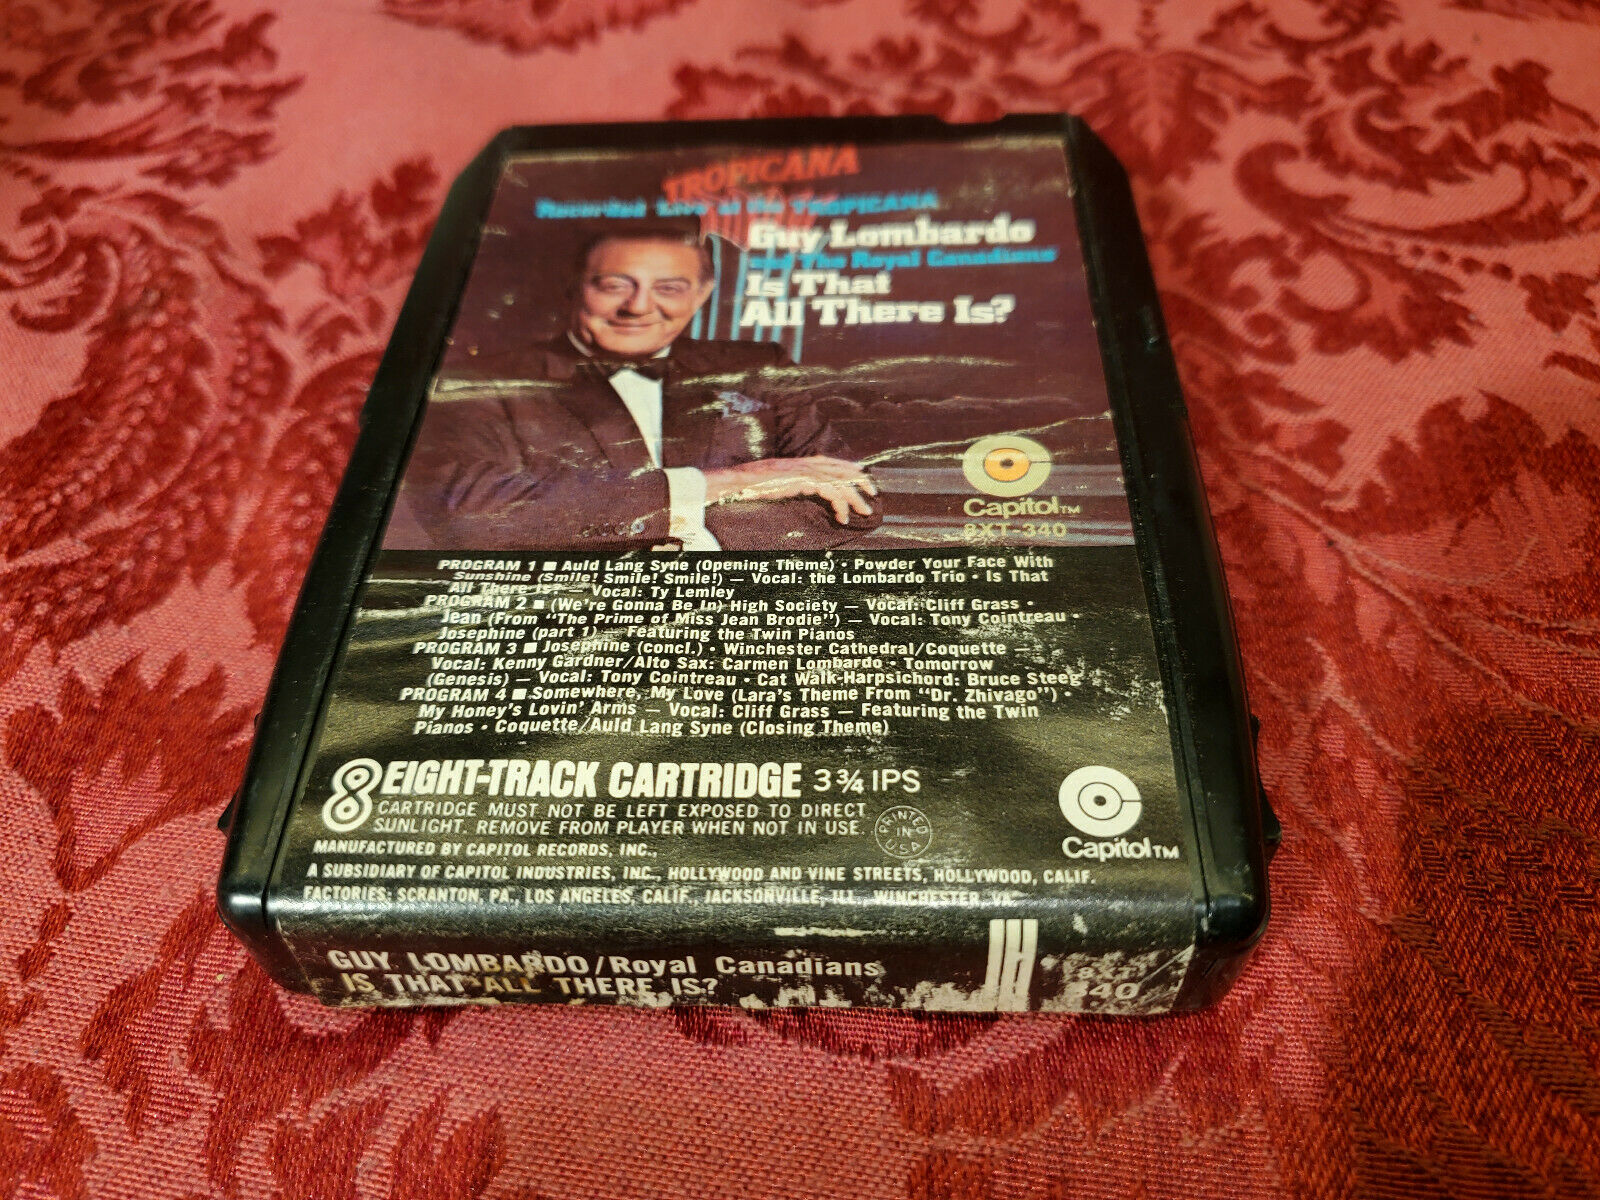 TROPICANA
Recorded 'Live' at the TROPICANA
Guy Lombardo
and The Royal Canadians
Is That
All There Is?
Capitol TM
8XT-340
PROGRAM 1 ■ Auld Lang Syne (Opening Theme) • Powder Your Face With
Sunshine (Smile! Smile! Smile!) — Vocal: the Lombardo Trio • Is That
All There Is? — Vocal: Ty Lemley
PROGRAM 2 ■ (We're Gonna Be In) High Society — Vocal: Cliff Grass •
Jean (From "The Prime of Miss Jean Brodie") — Vocal: Tony Cointreau •
Josephine (part 1) — Featuring the Twin Pianos
PROGRAM 3 ■ Josephine (concl.) • Winchester Cathedral/Coquette —
Vocal: Kenny Gardner/Alto Sax: Carmen Lombardo • Tomorrow
(Genesis) — Vocal: Tony Cointreau • Cat Walk-Harpsichord: Bruce Steeg
PROGRAM 4 ■ Somewhere, My Love (Lara's Theme From "Dr. Zhivago") •
My Honey's Lovin' Arms — Vocal: Cliff Grass — Featuring the Twin
Pianos • Coquette/Auld Lang Syne (Closing Theme)
8 EIGHT-TRACK CARTRIDGE 3 ¾ IPS
CARTRIDGE MUST NOT BE LEFT EXPOSED TO DIRECT
SUNLIGHT. REMOVE FROM PLAYER WHEN NOT IN USE.
PRINTED IN U.S.A.
Capitol TM
MANUFACTURED BY CAPITOL RECORDS, INC.,
A SUBSIDIARY OF CAPITOL INDUSTRIES, INC., HOLLYWOOD AND VINE STREETS, HOLLYWOOD, CALIF.
FACTORIES: SCRANTON, PA., LOS ANGELES, CALIF., JACKSONVILLE, ILL., WINCHESTER, VA.
GUY LOMBARDO/Royal Canadians
IS THAT ALL THERE IS?
8XT
340